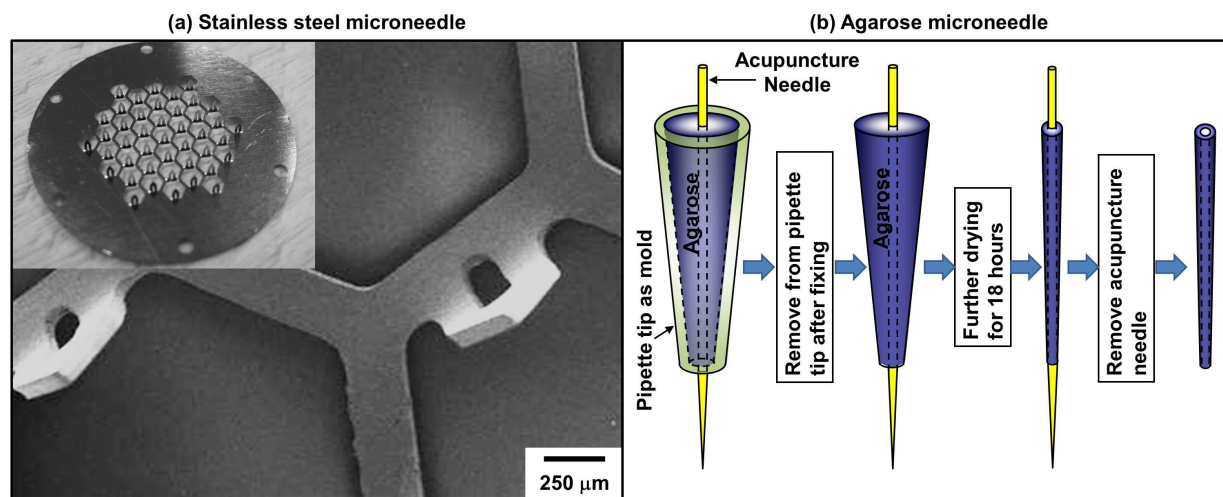 (a) Stainless steel microneedle
250 μm
(b) Agarose microneedle
Acupuncture
Needle
Agarose
Pipette tip as mold
Remove from pipette
tip after fixing
Agarose
Further drying
for 18 hours
Remove acupuncture
needle